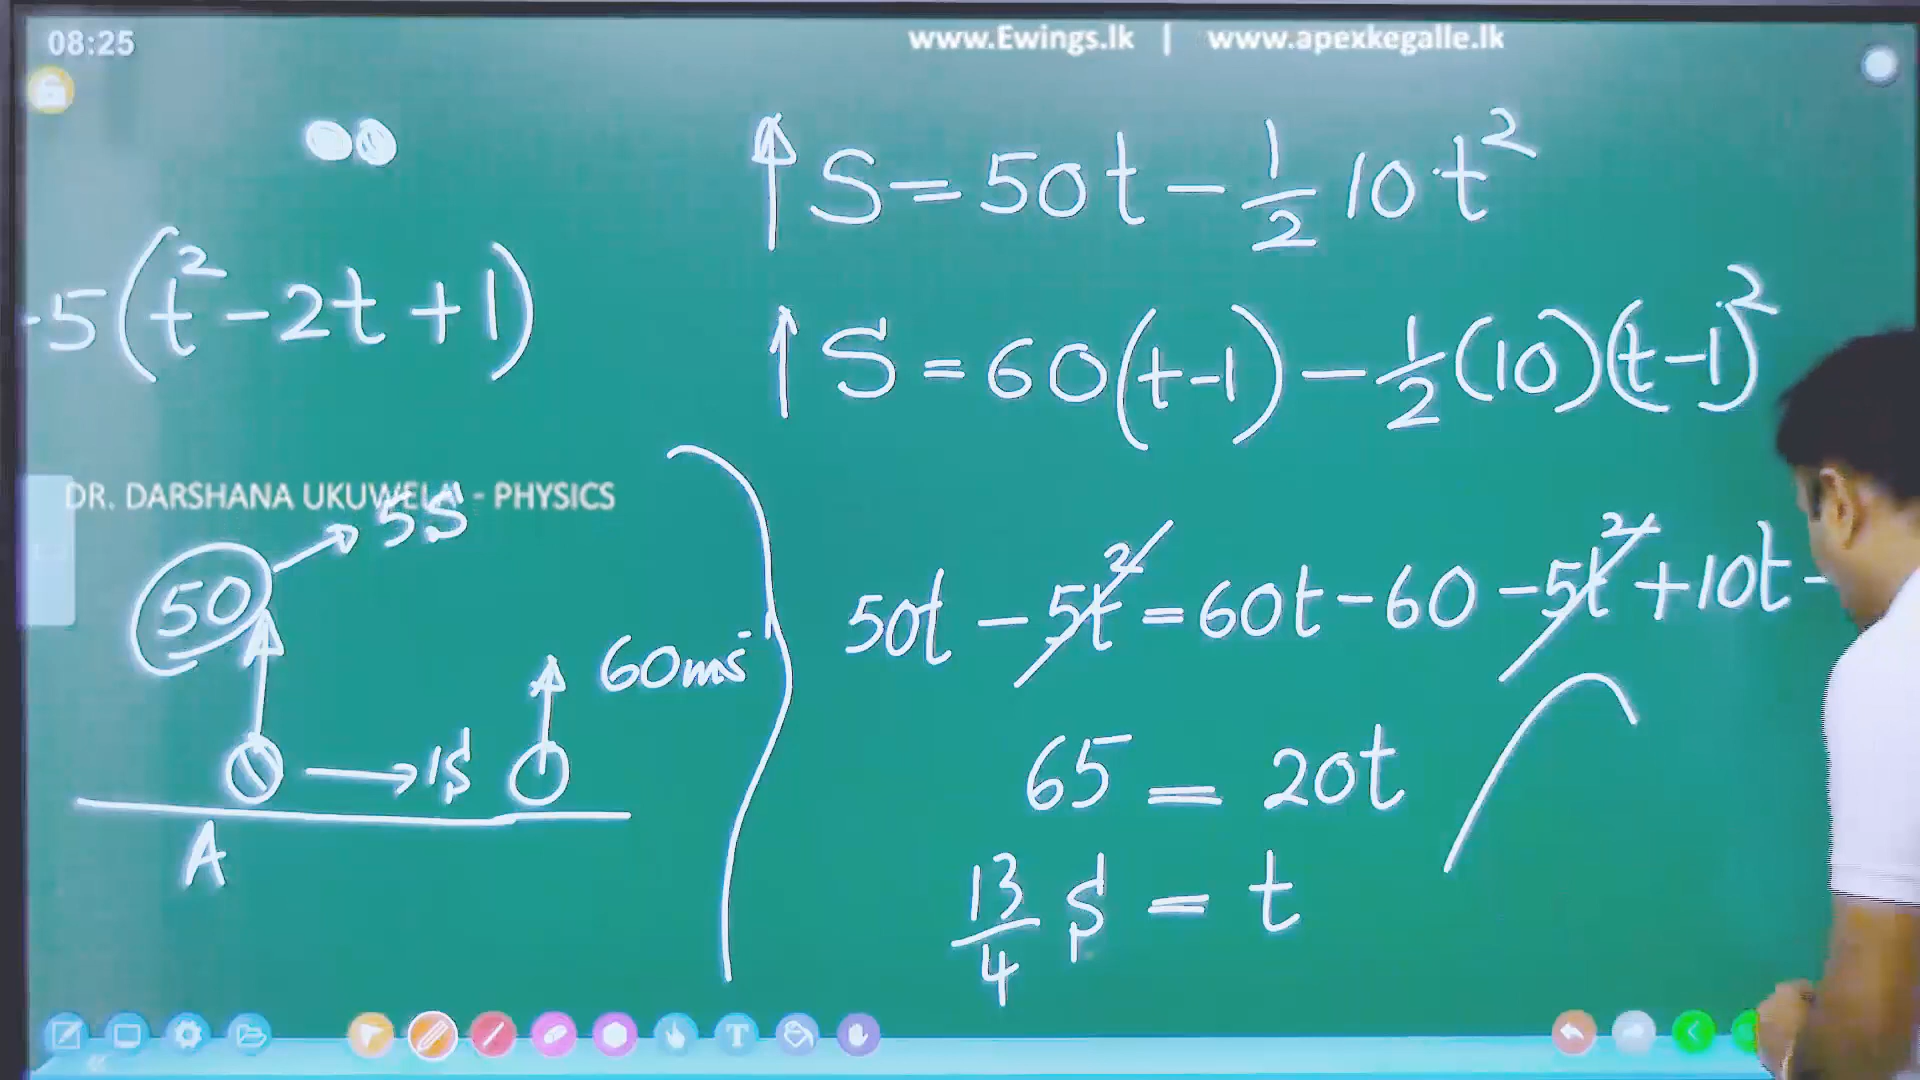 08:25
www.Ewings.lk | www.apexkegalle.lk
S = 50t - 1/2 10t²
-5(t² - 2t + 1)
S = 60(t-1) - 1/2 (10)(t-1)²
DR. DARSHANA UKUWELA - PHYSICS
5S
50
50t - 5t² = 60t - 60 - 5t² + 10t -
60ms⁻
1S
65 = 20t
A
13/4 S = t
T